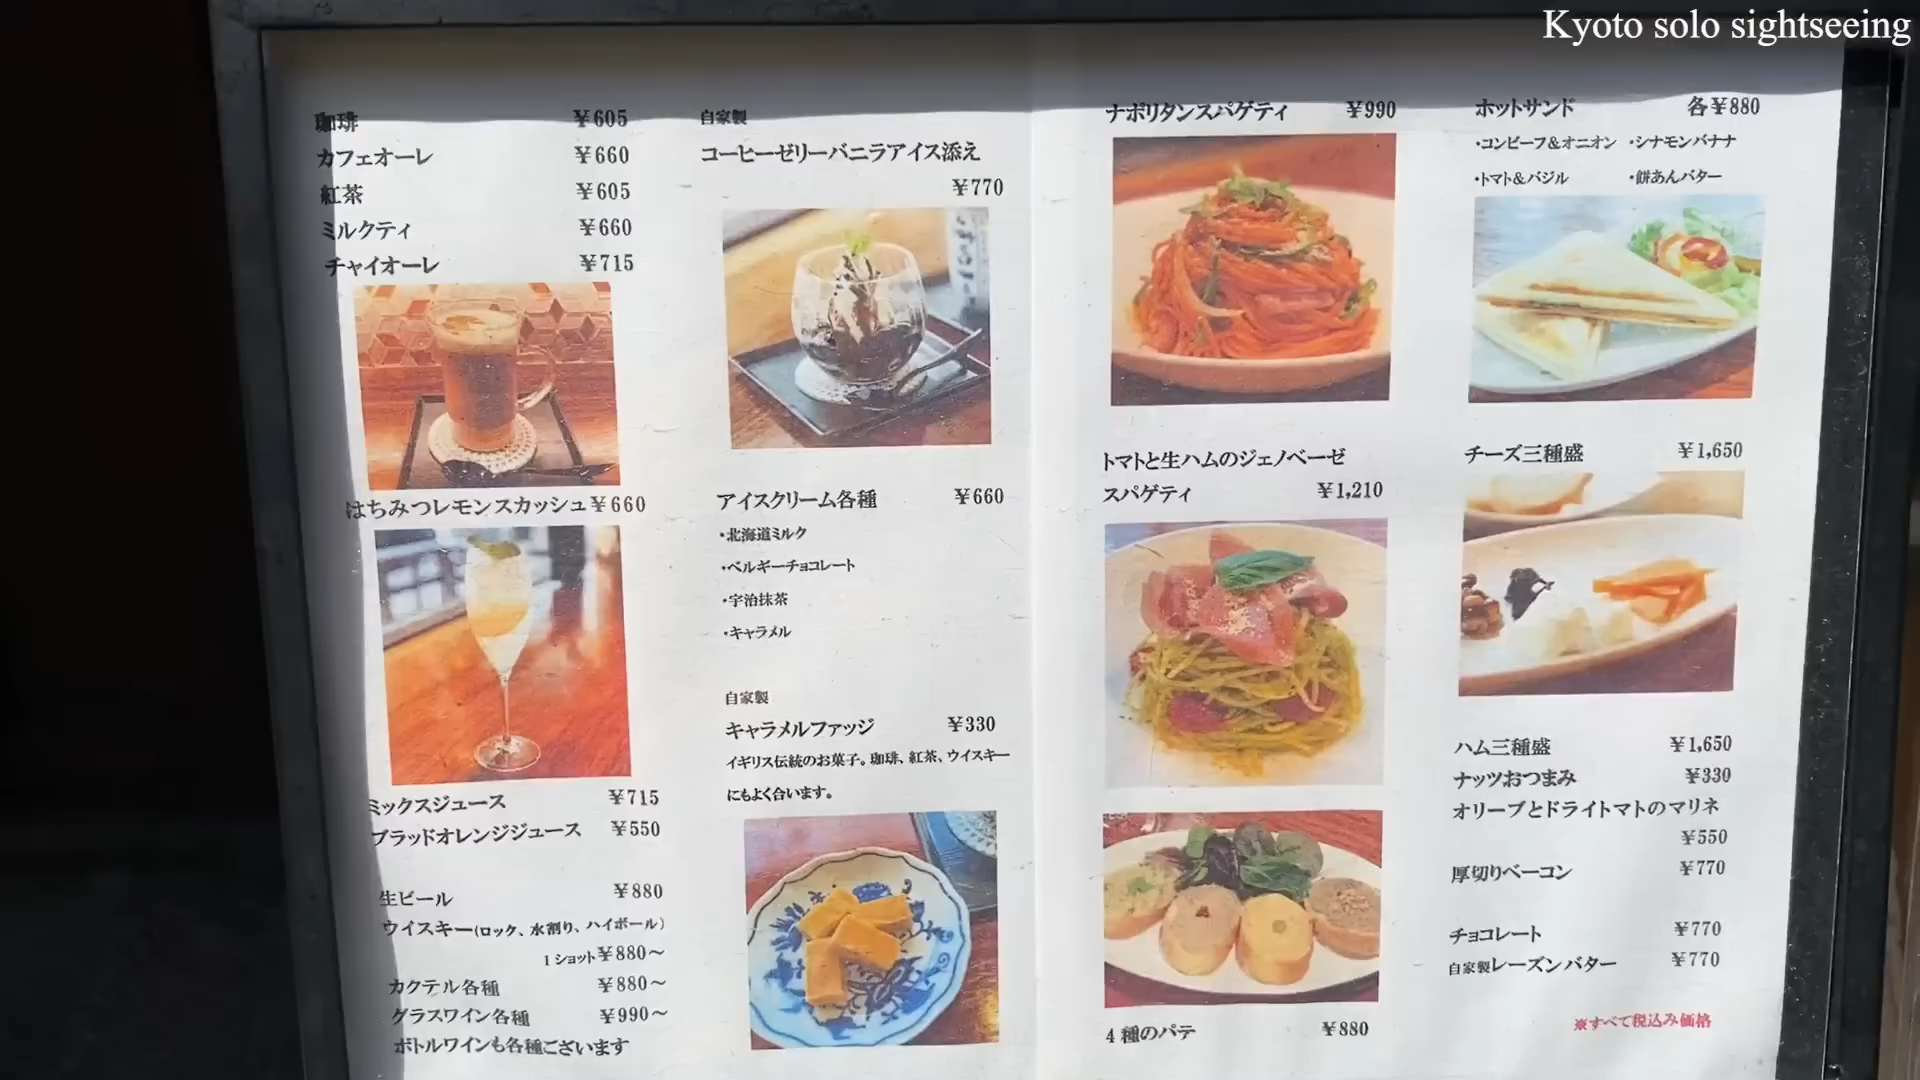 Kyoto solo sightseeing
珈琲 ¥605
カフェオーレ ¥660
紅茶 ¥605
ミルクティ ¥660
チャイオーレ ¥715
はちみつレモンスカッシュ¥660
ミックスジュース ¥715
ブラッドオレンジジュース ¥550
生ビール ¥880
ウイスキー(ロック、水割り、ハイボール)
1ショット¥880～
カクテル各種 ¥880～
グラスワイン各種 ¥990～
ボトルワインも各種ございます
自家製
コーヒーゼリーバニラアイス添え
¥770
アイスクリーム各種 ¥660
・北海道ミルク
・ベルギーチョコレート
・宇治抹茶
・キャラメル
自家製
キャラメルファッジ ¥330
イギリス伝統のお菓子。珈琲、紅茶、ウイスキー
にもよく合います。
ナポリタンスパゲティ ¥990
トマトと生ハムのジェノベーゼ
スパゲティ ¥1,210
4種のパテ ¥880
ホットサンド 各¥880
・コンビーフ&オニオン ・シナモンバナナ
・トマト&バジル ・餅あんバター
チーズ三種盛 ¥1,650
ハム三種盛 ¥1,650
ナッツおつまみ ¥330
オリーブとドライトマトのマリネ
¥550
厚切りベーコン ¥770
チョコレート ¥770
自家製レーズンバター ¥770
※すべて税込み価格